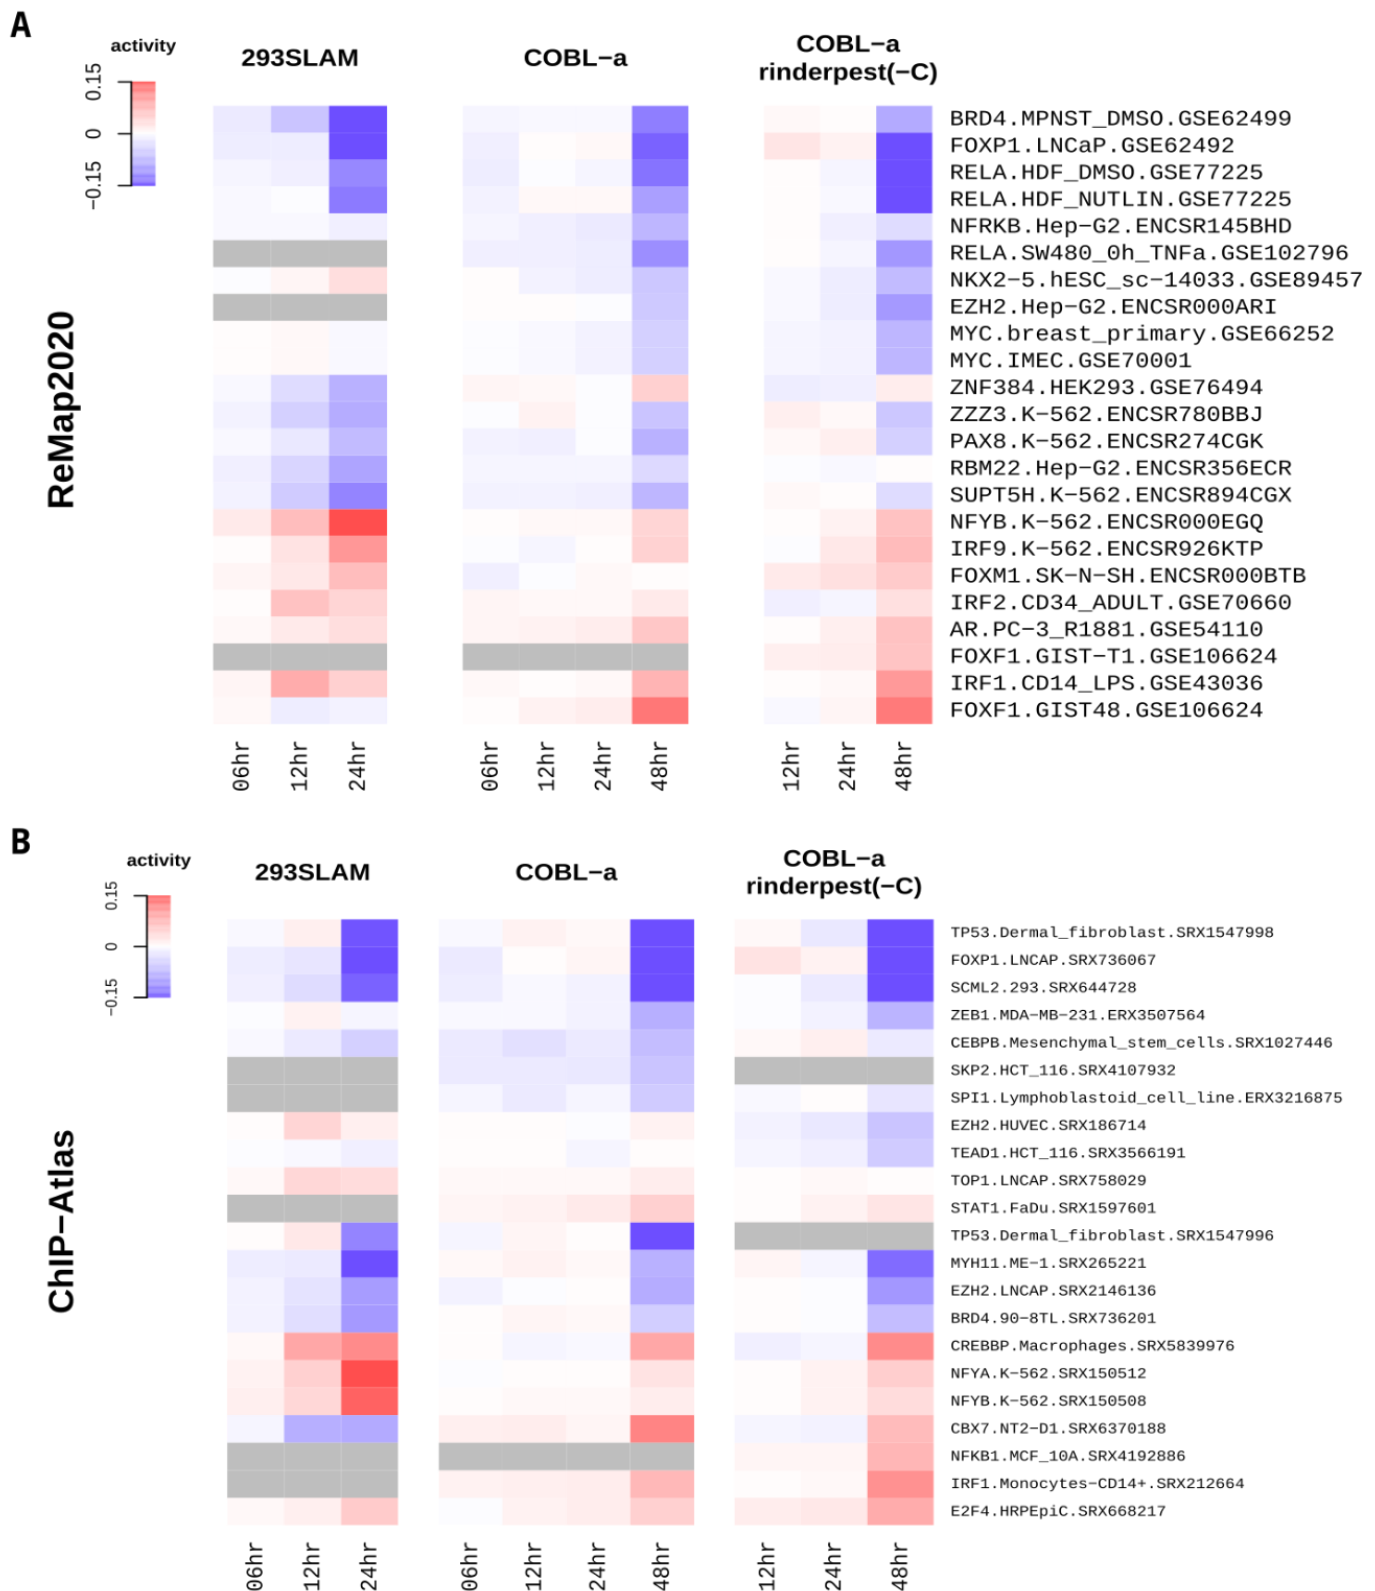 A
activity
0.15
0
−0.15
293SLAM
COBL−a
COBL−a
rinderpest(−C)
ReMap2020
BRD4.MPNST_DMSO.GSE62499
FOXP1.LNCaP.GSE62492
RELA.HDF_DMSO.GSE77225
RELA.HDF_NUTLIN.GSE77225
NFRKB.Hep−G2.ENCSR145BHD
RELA.SW480_0h_TNFa.GSE102796
NKX2−5.hESC_sc−14033.GSE89457
EZH2.Hep−G2.ENCSR000ARI
MYC.breast_primary.GSE66252
MYC.IMEC.GSE70001
ZNF384.HEK293.GSE76494
ZZZ3.K−562.ENCSR780BBJ
PAX8.K−562.ENCSR274CGK
RBM22.Hep−G2.ENCSR356ECR
SUPT5H.K−562.ENCSR894CGX
NFYB.K−562.ENCSR000EGQ
IRF9.K−562.ENCSR926KTP
FOXM1.SK−N−SH.ENCSR000BTB
IRF2.CD34_ADULT.GSE70660
AR.PC−3_R1881.GSE54110
FOXF1.GIST−T1.GSE106624
IRF1.CD14_LPS.GSE43036
FOXF1.GIST48.GSE106624
06hr
12hr
24hr
06hr
12hr
24hr
48hr
12hr
24hr
48hr
B
activity
0.15
0
−0.15
293SLAM
COBL−a
COBL−a
rinderpest(−C)
ChIP−Atlas
TP53.Dermal_fibroblast.SRX1547998
FOXP1.LNCAP.SRX736067
SCML2.293.SRX644728
ZEB1.MDA−MB−231.ERX3507564
CEBPB.Mesenchymal_stem_cells.SRX1027446
SKP2.HCT_116.SRX4107932
SPI1.Lymphoblastoid_cell_line.ERX3216875
EZH2.HUVEC.SRX186714
TEAD1.HCT_116.SRX3566191
TOP1.LNCAP.SRX758029
STAT1.FaDu.SRX1597601
TP53.Dermal_fibroblast.SRX1547996
MYH11.ME−1.SRX265221
EZH2.LNCAP.SRX2146136
BRD4.90−8TL.SRX736201
CREBBP.Macrophages.SRX5839976
NFYA.K−562.SRX150512
NFYB.K−562.SRX150508
CBX7.NT2−D1.SRX6370188
NFKB1.MCF_10A.SRX4192886
IRF1.Monocytes−CD14+.SRX212664
E2F4.HRPEpiC.SRX668217
06hr
12hr
24hr
06hr
12hr
24hr
48hr
12hr
24hr
48hr